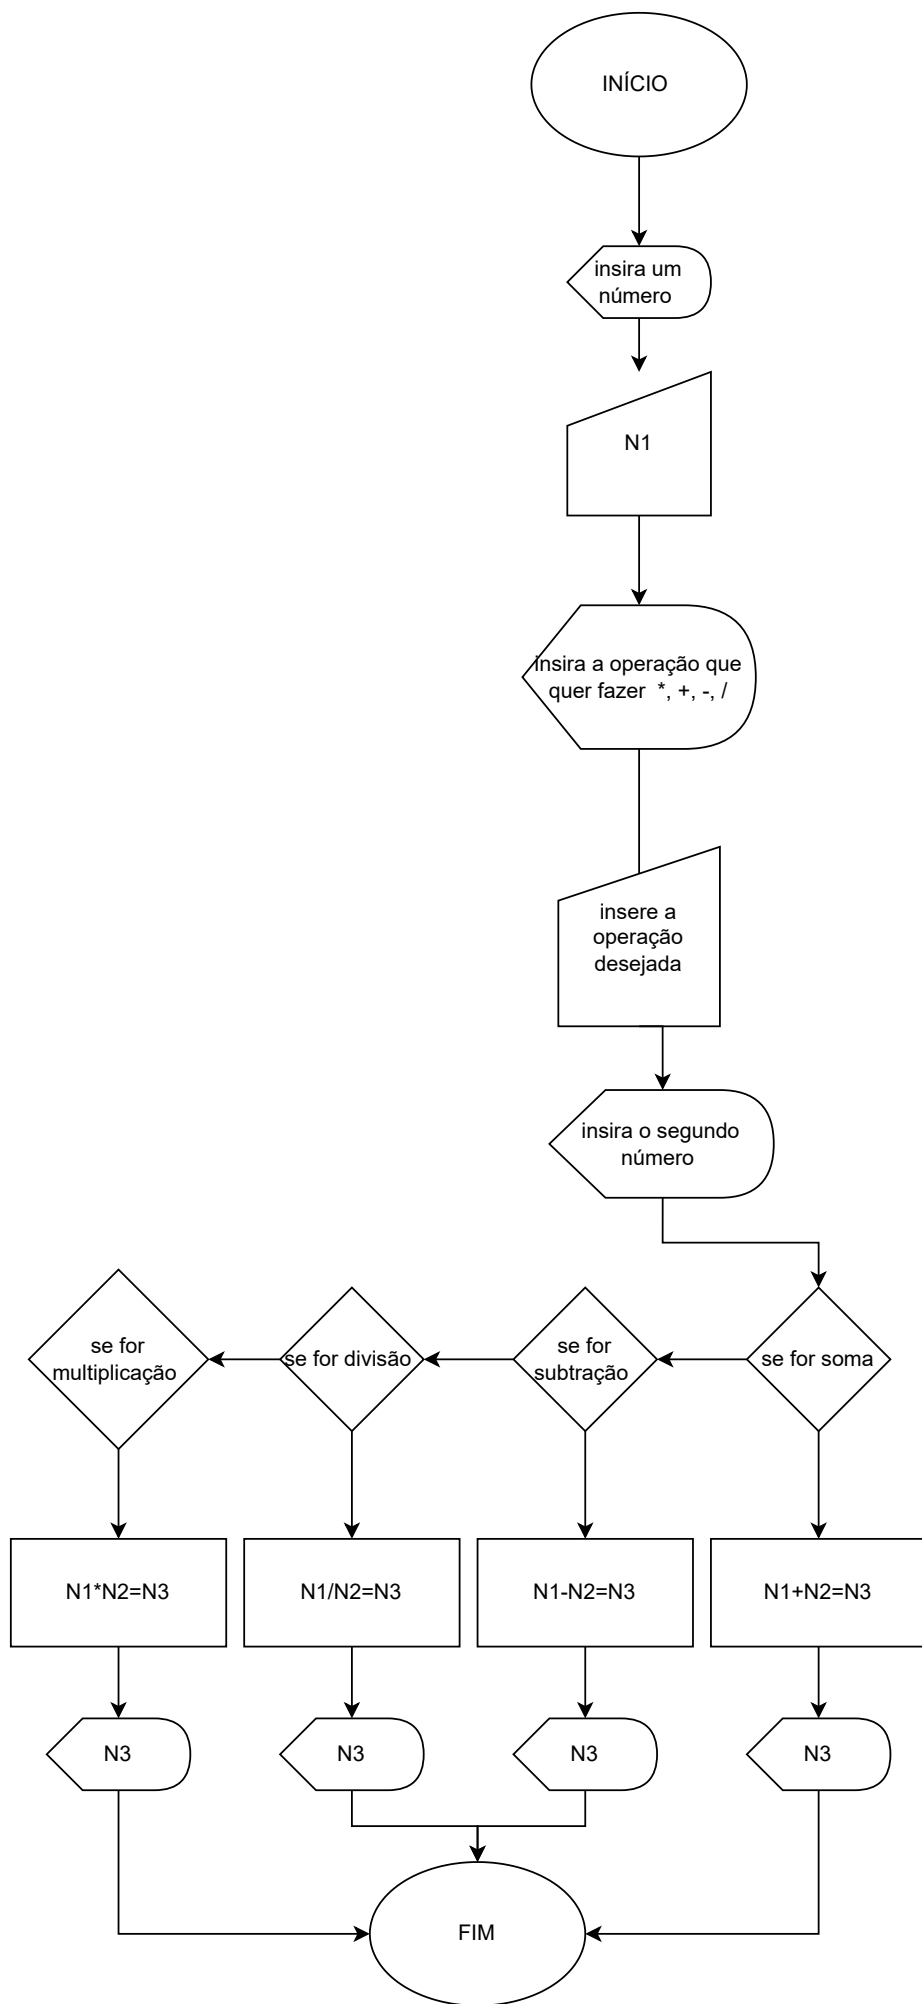 INÍCIO
insira um
número
N1
insira a operação que
quer fazer *, +, -, /
insere a
operação
desejada
insira o segundo
número
se for
multiplicação
se for divisão
se for
subtração
se for soma
N1*N2=N3
N1/N2=N3
N1-N2=N3
N1+N2=N3
N3
N3
N3
N3
FIM